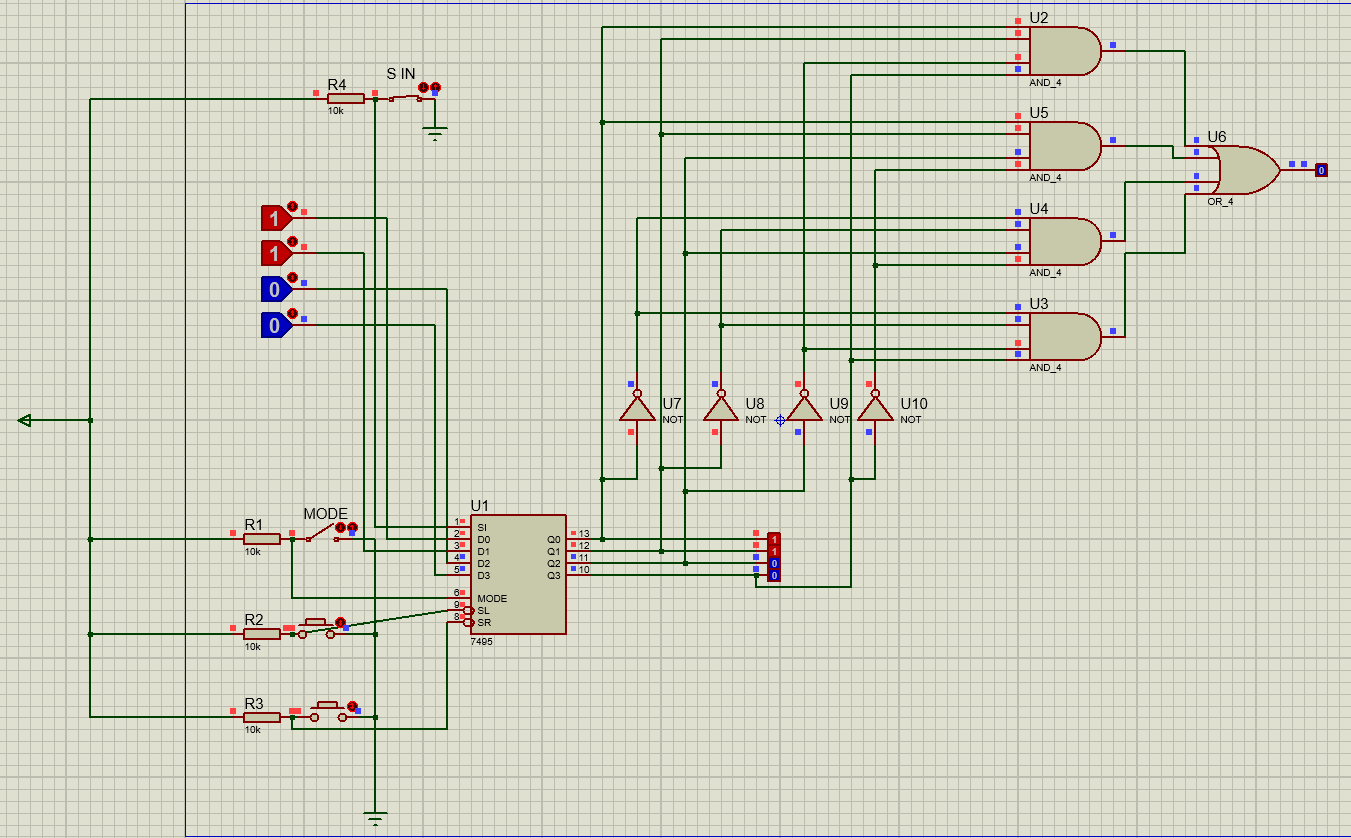 U2
AND_4
S IN
R4
10k
U5
AND_4
U6
0
OR_4
1
1
0
0
U4
AND_4
U3
AND_4
U7
NOT
U8
NOT
U9
NOT
U10
NOT
U1
MODE
R1
10k
1 SI
2 D0
3 D1
4 D2
5 D3
6 MODE
9 SL
8 SR
Q0 13
Q1 12
Q2 11
Q3 10
7495
1
1
0
0
R2
10k
R3
10k